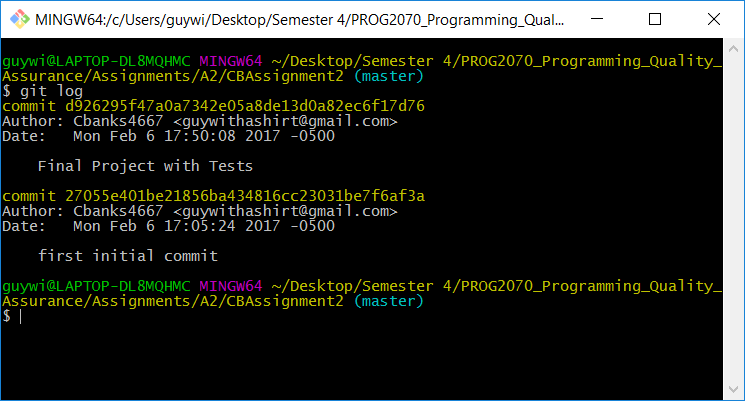 MINGW64:/c/Users/guywi/Desktop/Semester 4/PROG2070_Programming_Qual...
guywi@LAPTOP-DL8MQHMC MINGW64 ~/Desktop/Semester 4/PROG2070_Programming_Quality_
Assurance/Assignments/A2/CBAssignment2 (master)
$ git log
commit d926295f47a0a7342e05a8de13d0a82ec6f17d76
Author: Cbanks4667 <guywithashirt@gmail.com>
Date:   Mon Feb 6 17:50:08 2017 -0500
    Final Project with Tests
commit 27055e401be21856ba434816cc23031be7f6af3a
Author: Cbanks4667 <guywithashirt@gmail.com>
Date:   Mon Feb 6 17:05:24 2017 -0500
    first initial commit
guywi@LAPTOP-DL8MQHMC MINGW64 ~/Desktop/Semester 4/PROG2070_Programming_Quality_
Assurance/Assignments/A2/CBAssignment2 (master)
$